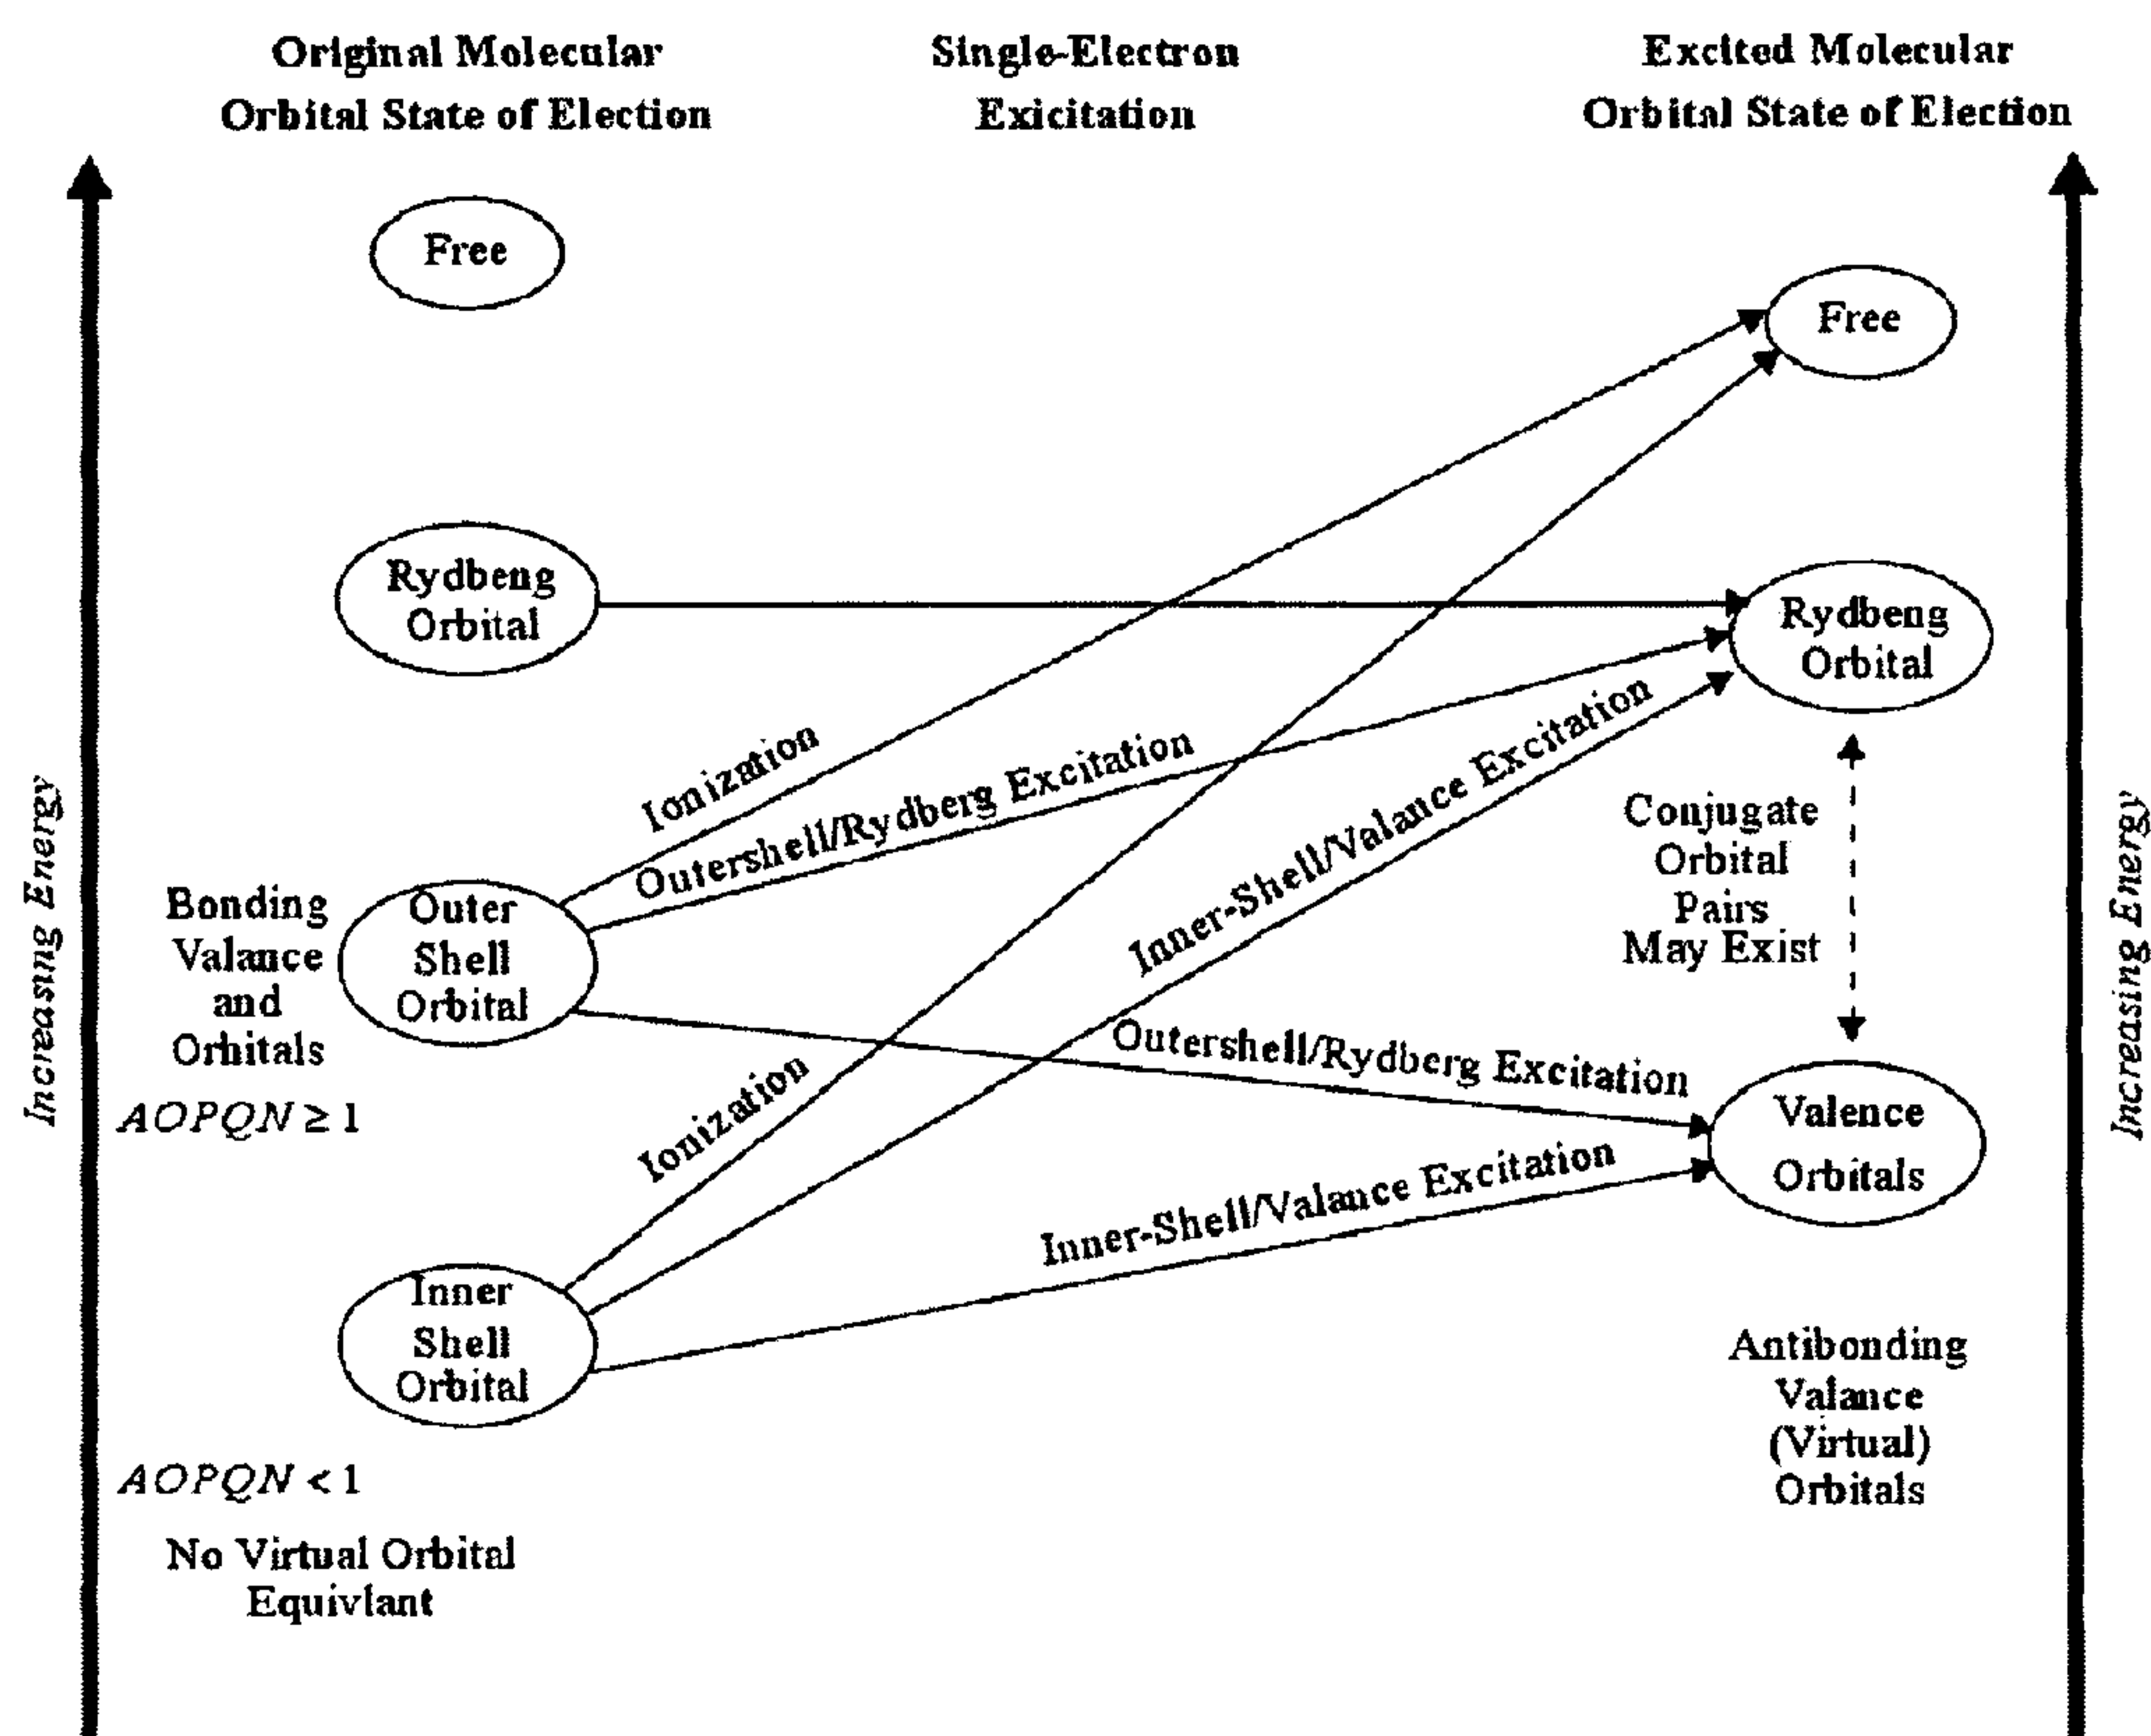 Original Molecular
Orbital State of Election
Single-Electron
Exicitation
Excited Molecular
Orbital State of Election
Free
Free
Rydbeng
Orbital
Rydbeng
Orbital
Ionization
Outershell/Rydberg Excitation
Inner-Shell/Valance Excitation
Conjugate
Orbital
Pairs
May Exist
Increasing Energy
Increasing Energy
Bonding
Valance
and
Orhitals
Outer
Shell
Orbital
AOPQN ≥ 1
Outershell/Rydberg Excitation
Ionization
Valence
Orbitals
Inner-Shell/Valance Excitation
Inner
Shell
Orbital
Antibonding
Valance
(Virtual)
Orbitals
AOPQN < 1
No Virtual Orbital
Equivlant